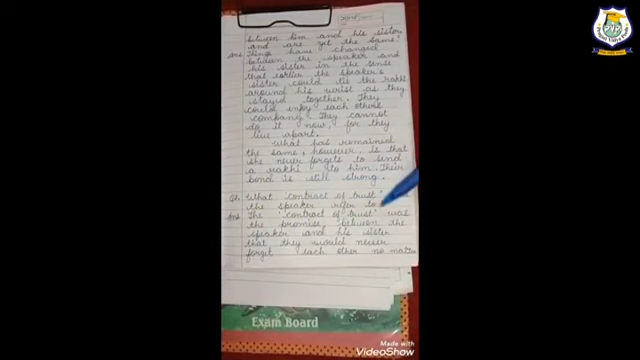 between him and his sister
and are yet the same?
Ans. Things have changed
between the speaker and
his sister in the sense
that earlier the speaker's
sister could tie the rakhi
around his wrist as they
stayed together. They
could enjoy each others
company. They cannot
do it now, for they
live apart.
What has remained
the same, however, is that
she never forgets to send
a rakhi to him. Their
bond is still strong.
What 'contract of trust'
the speaker refer to
Ans The 'contract of trust' was
the promise, between the
speaker and his sister
that they would never
forget each other no matter
Exam Board
Made with
VideoShow